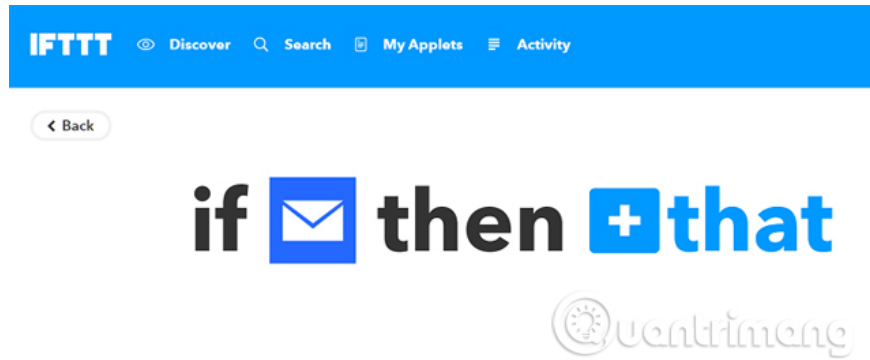 IFTTT Discover Search My Applets Activity
Back
if then that
Quantrimang